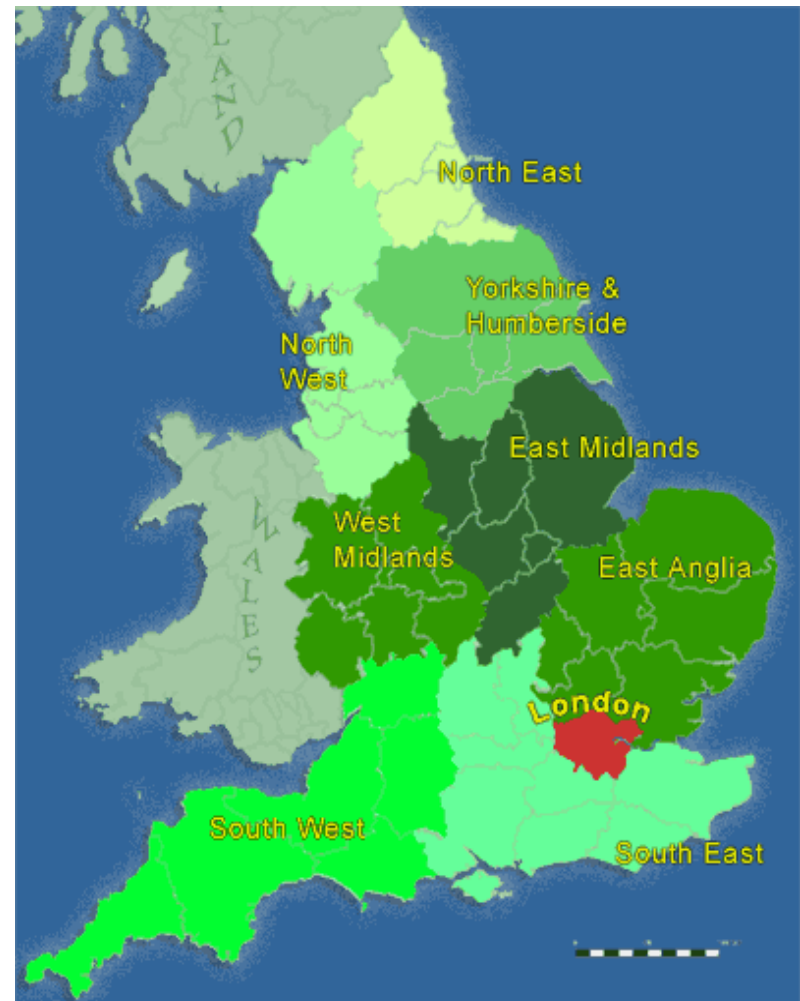 LAND
North East
Yorkshire &
Humberside
North
West
East Midlands
West
Midlands
WALES
East Anglia
London
South West
South East